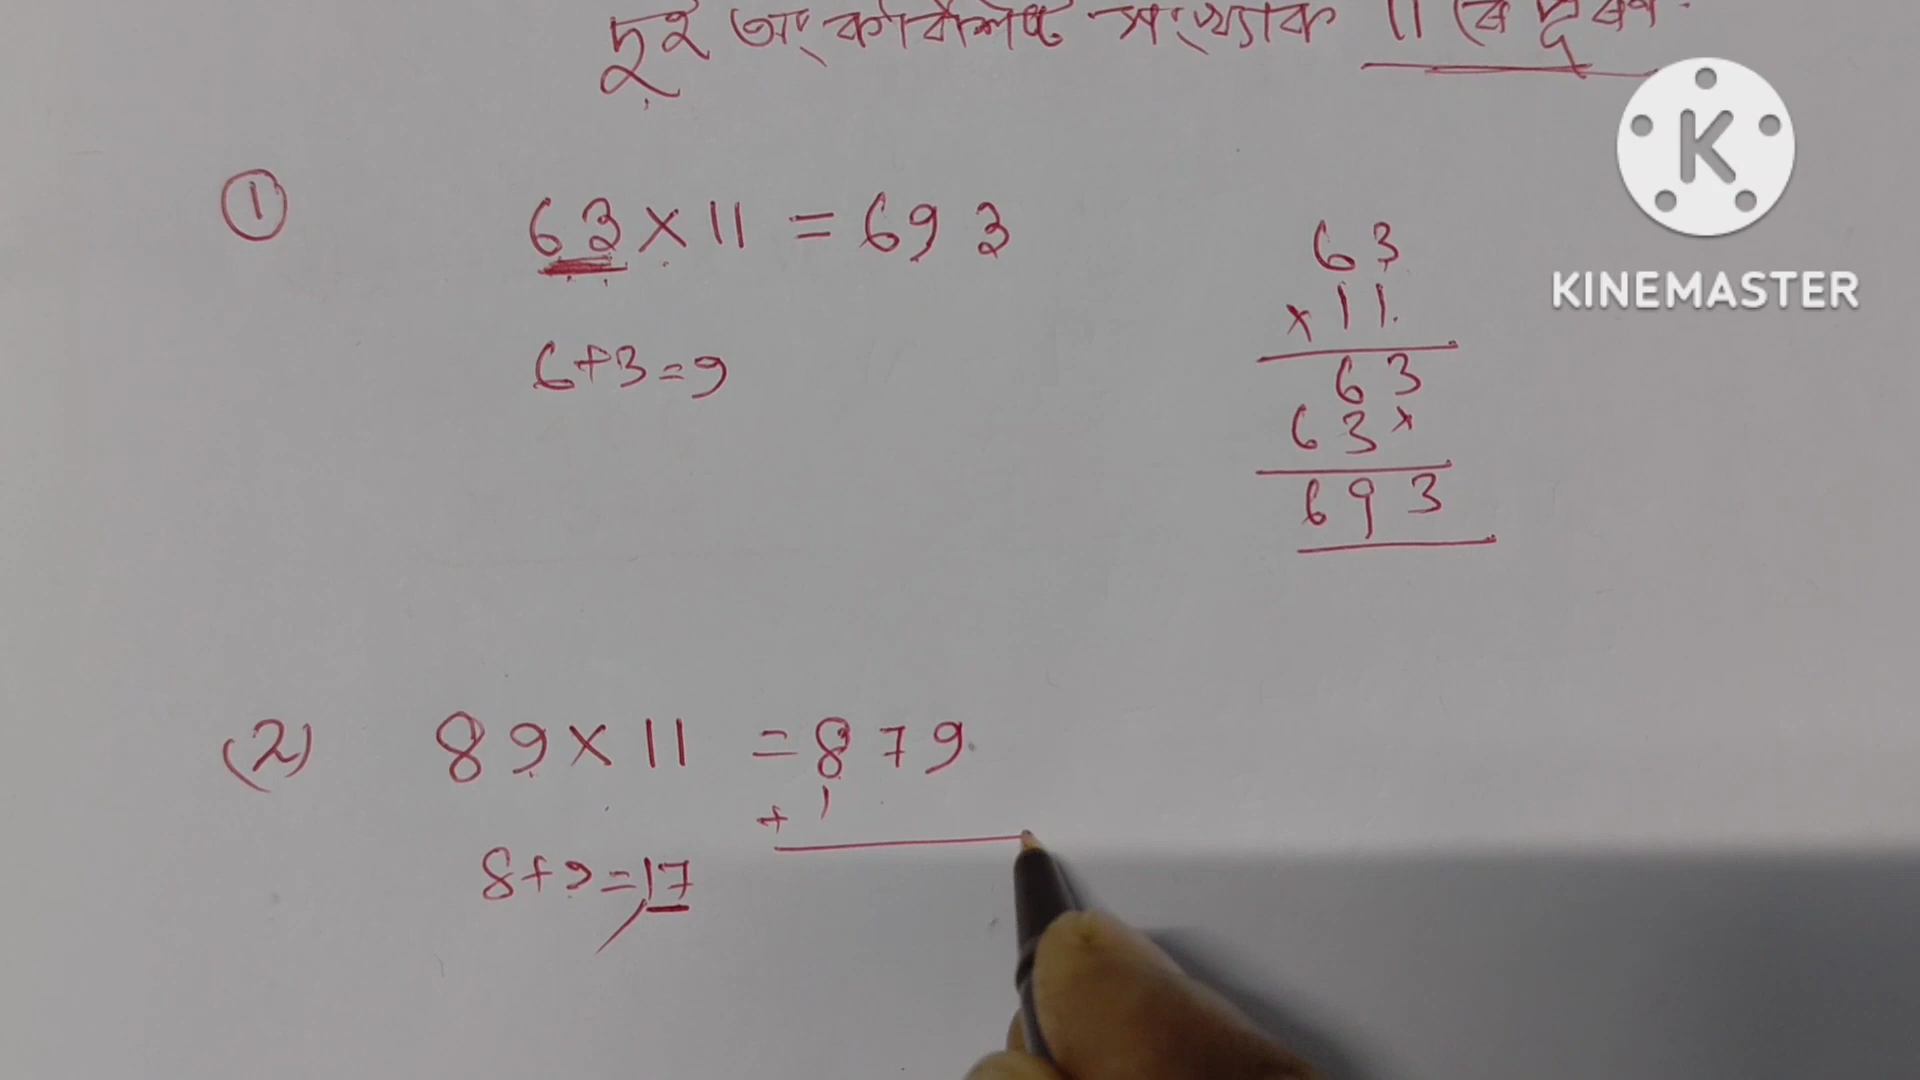 দুই অংকবিশিষ্ট সংখ্যাক 11 ৰে পূৰণ
① 63 × 11 = 693
6+3=9
63
× 11.
63
63×
693
K
KINEMASTER
(2) 89 × 11 = 879
+ 1
8+9=17